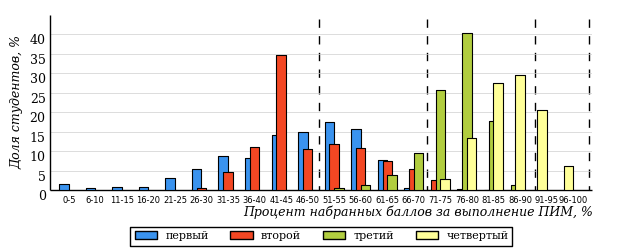 Доля студентов, %
40
35
30
25
20
15
10
5
0
0-5 6-10 11-15 16-20 21-25 26-30 31-35 36-40 41-45 46-50 51-55 56-60 61-65 66-70 71-75 76-80 81-85 86-90 91-95 96-100
Процент набранных баллов за выполнение ПИМ, %
первый второй третий четвертый